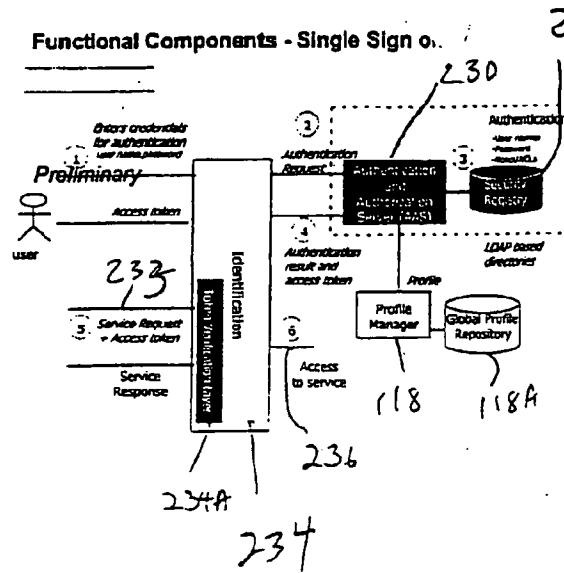 Functional Components - Single Sign o
230
2
Enters credentials
for authentication
user name,password
1
Preliminary
Access token
user
235
5
Service Request
+ Access token
Service
Response
Identification
234A
234
2
Authentication
Request
4
Authentication
result and
access token
6
Access
to service
236
Authentication
and
Authorization
Server (AAS)
3
Authentication
-User name
-Password
Security
Registry
LDAP based
directories
Profile
Profile
Manager
Global Profile
Repository
118
118A